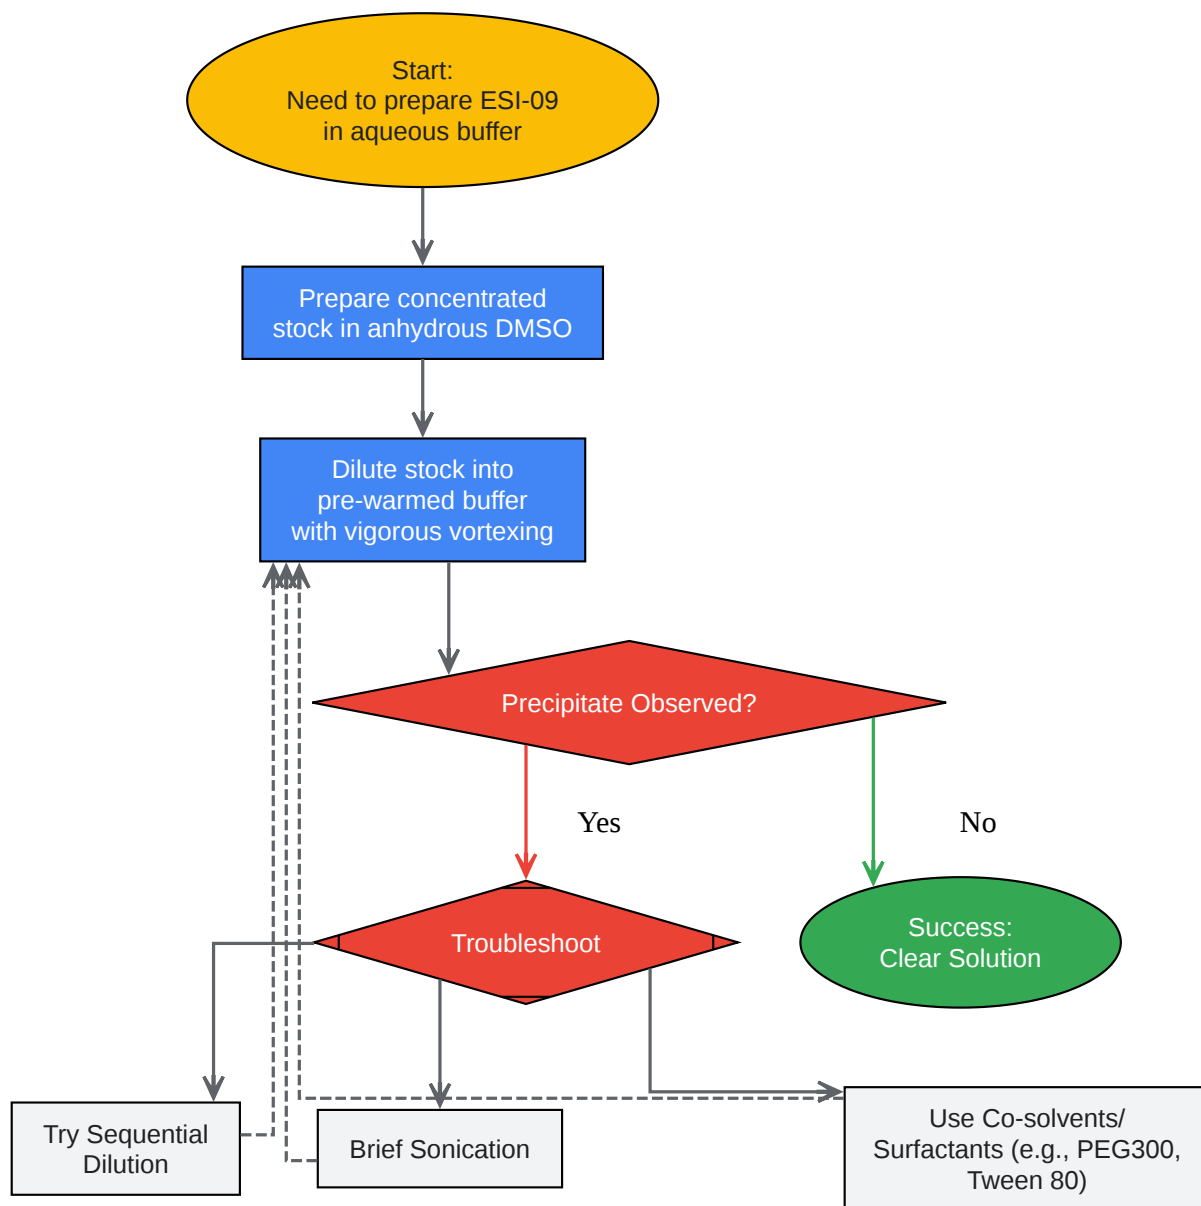 Start:
Need to prepare ESI-09
in aqueous buffer
Prepare concentrated
stock in anhydrous DMSO
Dilute stock into
pre-warmed buffer
with vigorous vortexing
Precipitate Observed?
Yes
No
Troubleshoot
Success:
Clear Solution
Try Sequential
Dilution
Brief Sonication
Use Co-solvents/
Surfactants (e.g., PEG300,
Tween 80)